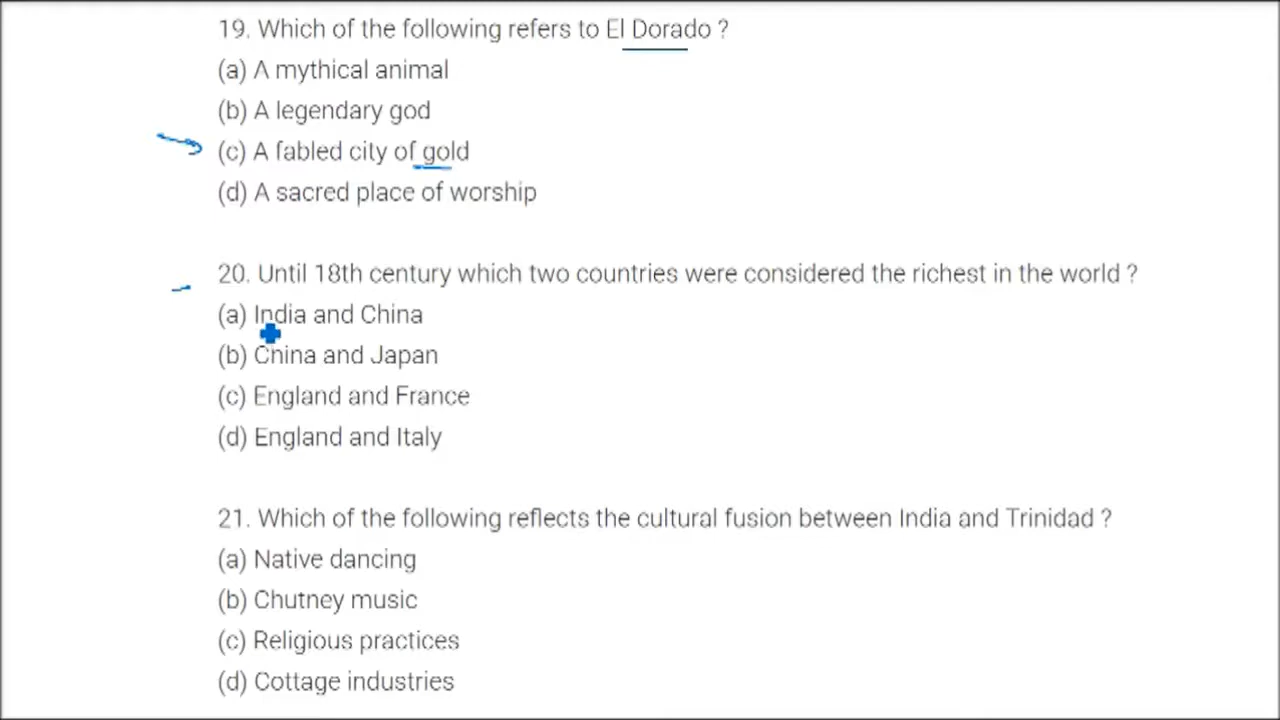 19. Which of the following refers to El Dorado ?
(a) A mythical animal
(b) A legendary god
(c) A fabled city of gold
(d) A sacred place of worship
20. Until 18th century which two countries were considered the richest in the world ?
(a) India and China
(b) China and Japan
(c) England and France
(d) England and Italy
21. Which of the following reflects the cultural fusion between India and Trinidad ?
(a) Native dancing
(b) Chutney music
(c) Religious practices
(d) Cottage industries